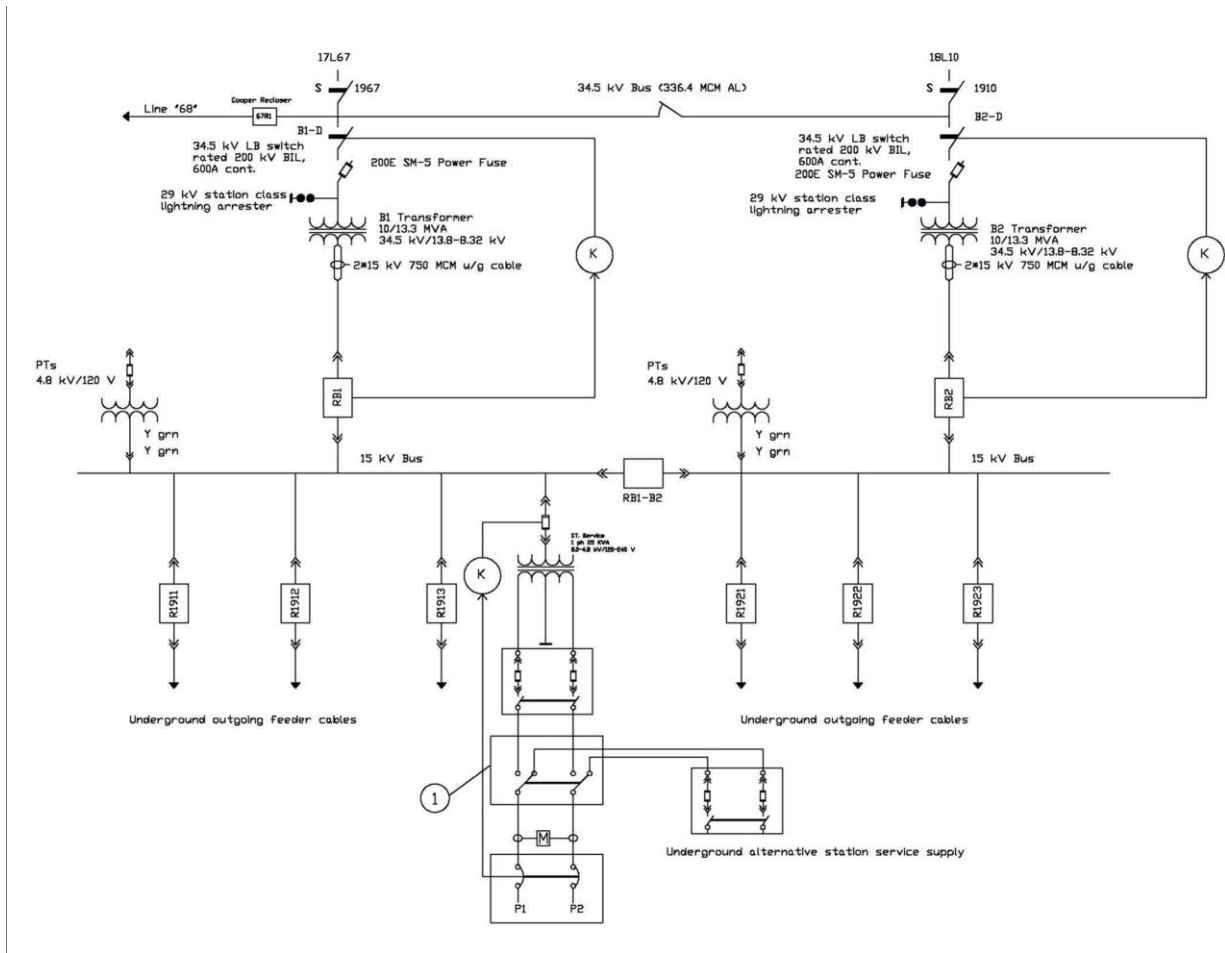 17L67
S
1967
18L10
S
1910
34.5 kV Bus (336.4 MCM AL)
Line "68"
Cooper Recloser
67R1
B1-D
B2-D
34.5 kV LB switch
rated 200 kV BIL,
600A cont.
200E SM-5 Power Fuse
34.5 kV LB switch
rated 200 kV BIL,
600A cont.
200E SM-5 Power Fuse
29 kV station class
lightning arrester
29 kV station class
lightning arrester
B1 Transformer
10/13.3 MVA
34.5 kV/13.8-8.32 kV
2*15 kV 750 MCM u/g cable
K
B2 Transformer
10/13.3 MVA
34.5 kV/13.8-8.32 kV
2*15 kV 750 MCM u/g cable
K
PTs
4.8 kV/120 V
Y grn
Y grn
RB1
PTs
4.8 kV/120 V
Y grn
Y grn
RB2
15 kV Bus
RB1-B2
15 kV Bus
ST. Service
1 ph 25 KVA
K
R1911
R1912
R1913
R1921
R1922
R1923
Underground outgoing feeder cables
Underground outgoing feeder cables
1
M
Underground alternative station service supply
P1
P2